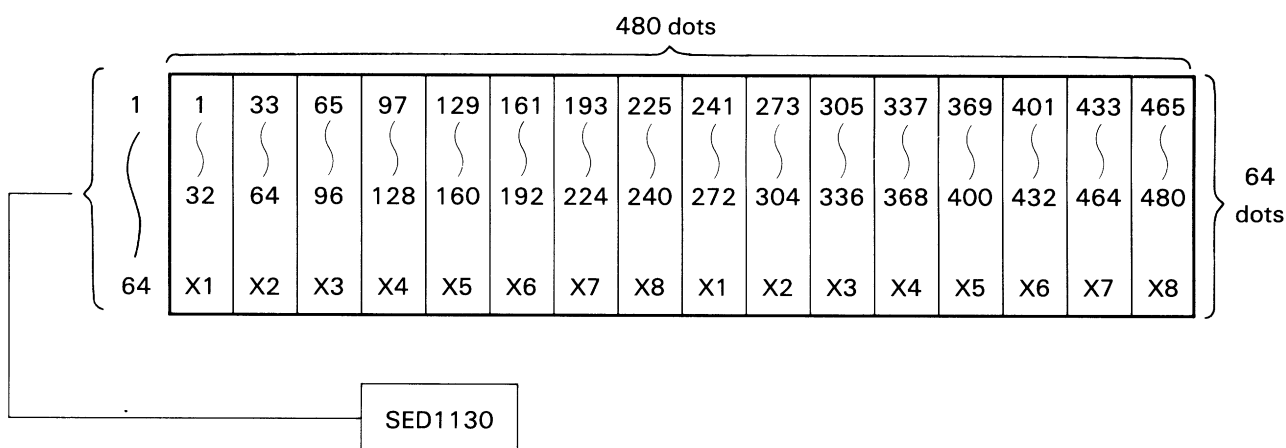 480 dots
1 1 33 65 97 129 161 193 225 241 273 305 337 369 401 433 465
32 64 96 128 160 192 224 240 272 304 336 368 400 432 464 480
64
dots
64 X1 X2 X3 X4 X5 X6 X7 X8 X1 X2 X3 X4 X5 X6 X7 X8
SED1130